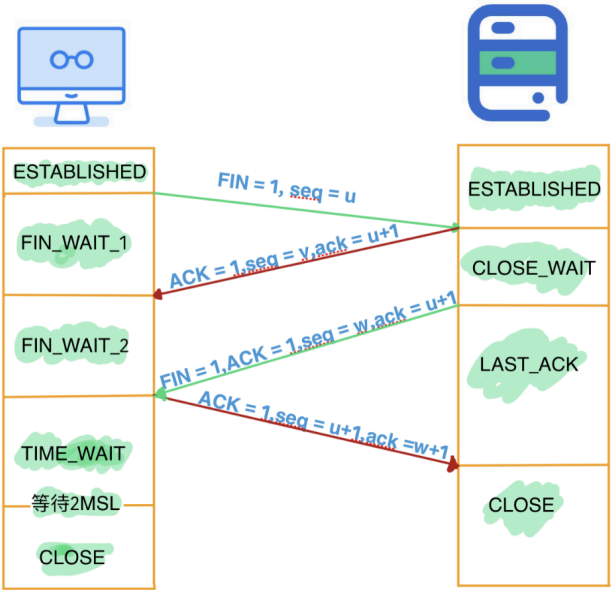 ESTABLISHED
FIN = 1, seq = u
ESTABLISHED
FIN_WAIT_1
ACK = 1,seq = v,ack = u+1
CLOSE_WAIT
FIN_WAIT_2
FIN = 1,ACK = 1,seq = w,ack = u+1
LAST_ACK
ACK = 1,seq = u+1,ack =w+1
TIME_WAIT
等待2MSL
CLOSE
CLOSE